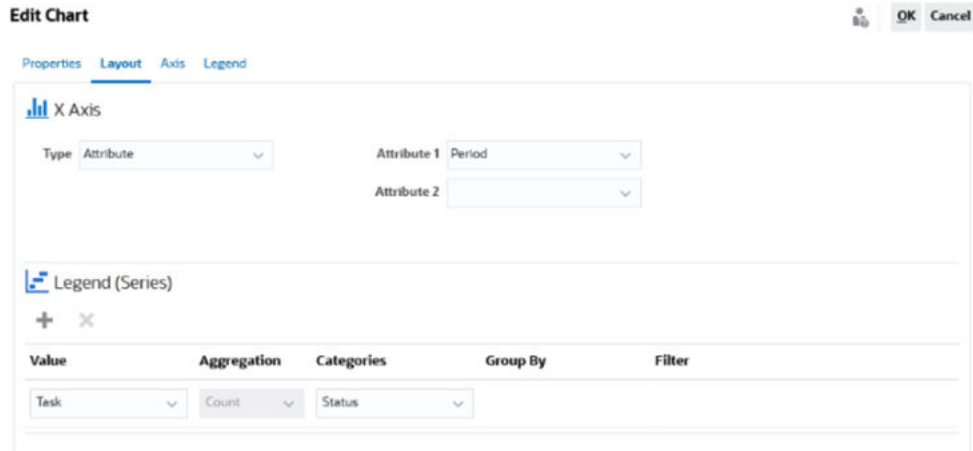 Edit Chart OK Cancel
Properties Layout Axis Legend
X Axis
Type Attribute Attribute 1 Period
Attribute 2
Legend (Series)
Value Aggregation Categories Group By Filter
Task Count Status